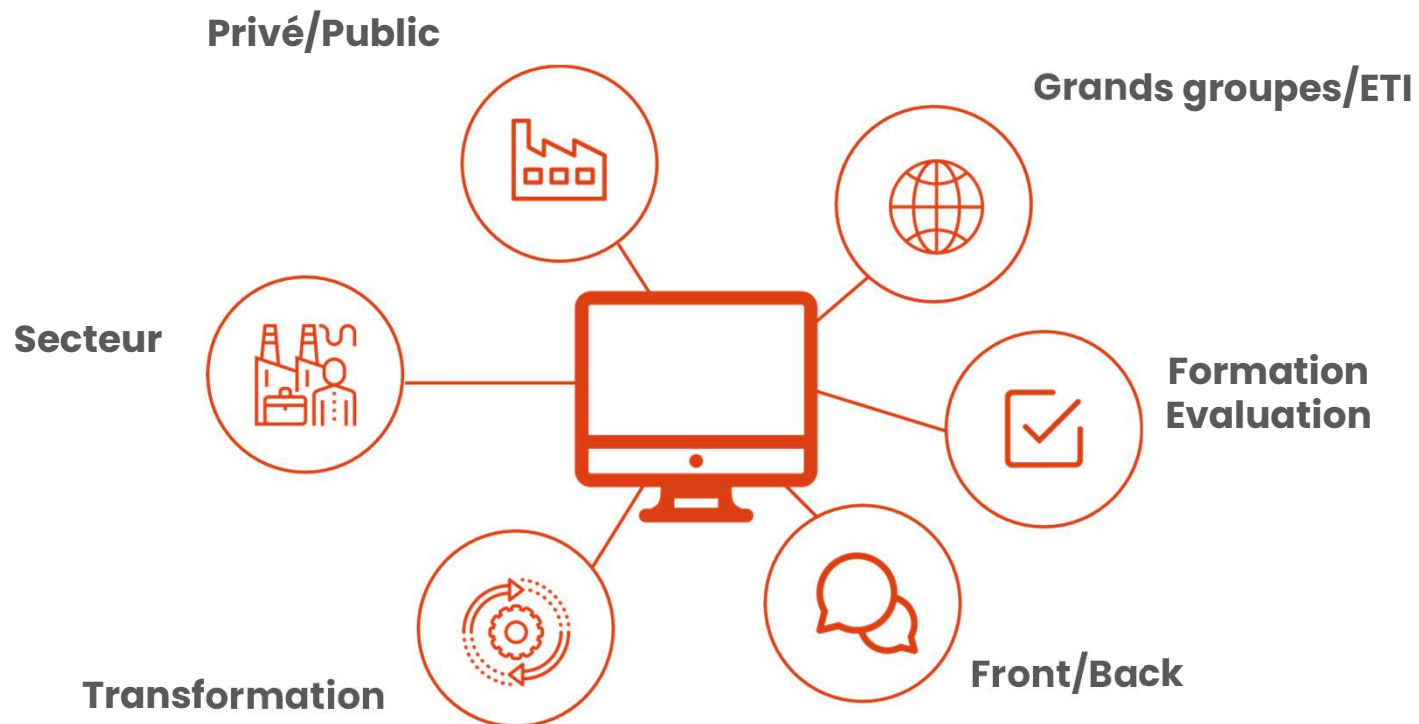 Privé/Public
Grands groupes/ETI
Secteur
Formation
Evaluation
Front/Back
Transformation